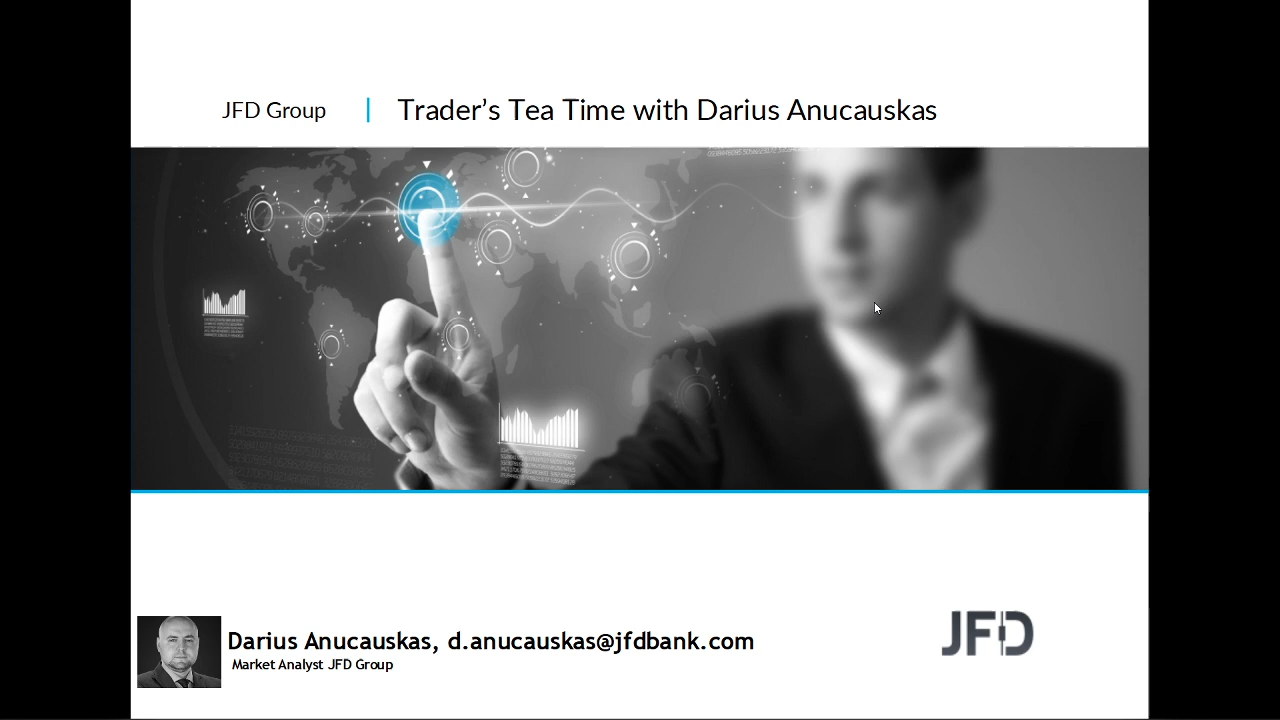 JFD Group | Trader’s Tea Time with Darius Anucauskas
Darius Anucauskas, d.anucauskas@jfdbank.com
Market Analyst JFD Group
JFD